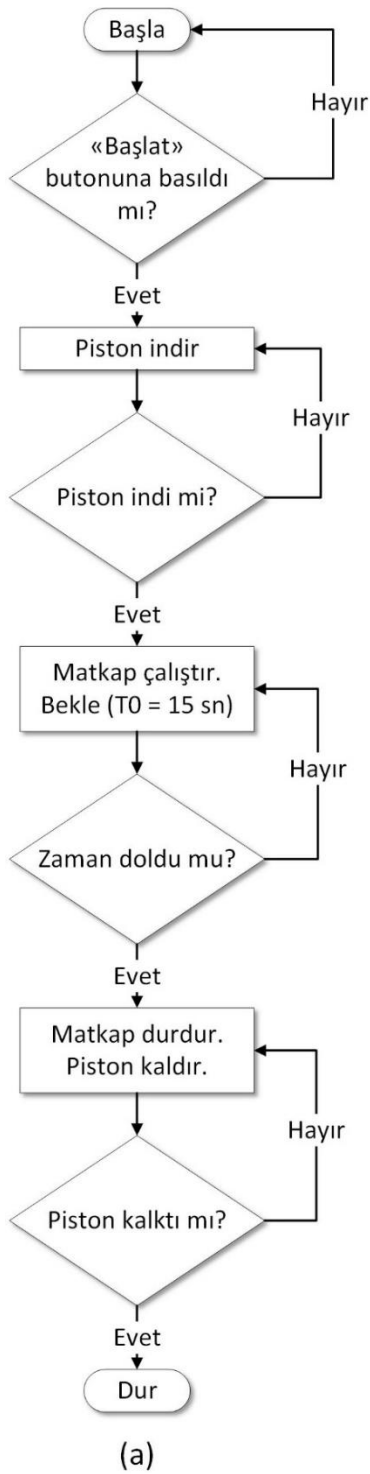 Başla
Hayır
«Başlat»
butonuna basıldı
mı?
Evet
Piston indir
Hayır
Piston indi mi?
Evet
Matkap çalıştır.
Bekle (T0 = 15 sn)
Hayır
Zaman doldu mu?
Evet
Matkap durdur.
Piston kaldır.
Hayır
Piston kalktı mı?
Evet
Dur
(a)